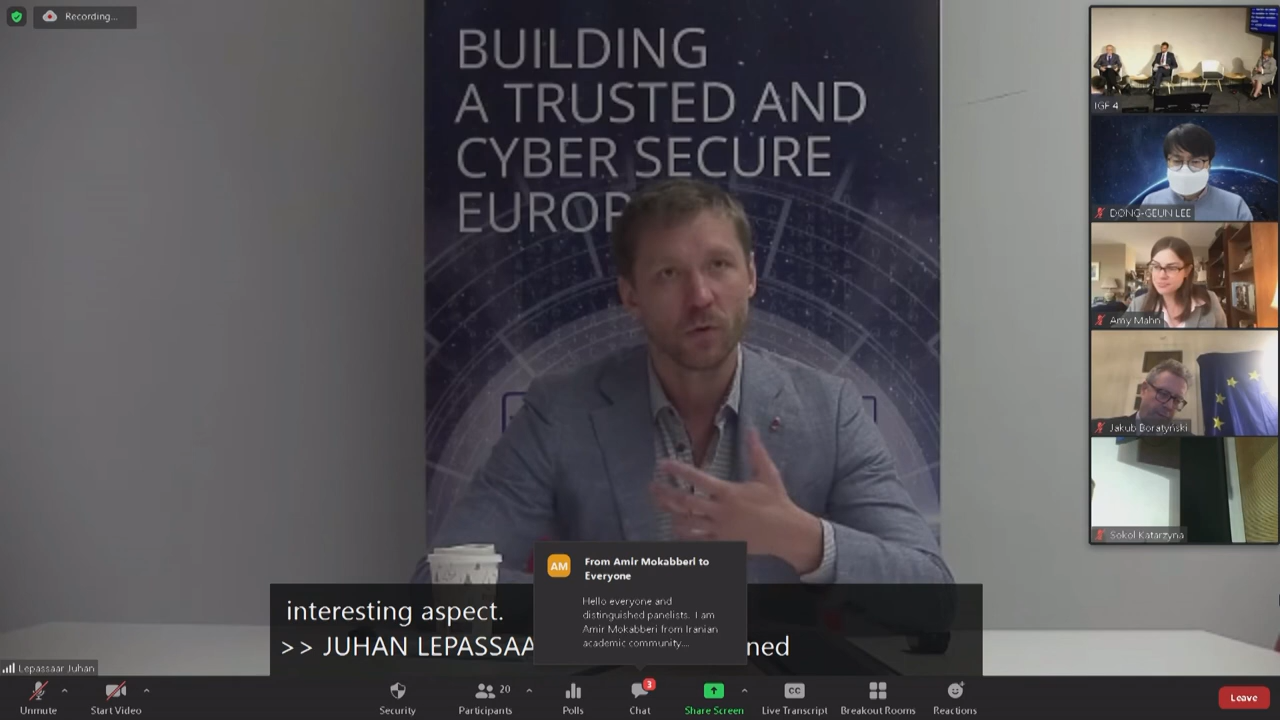 Recording...
BUILDING
A TRUSTED AND
CYBER SECURE
EUROP
IGF 4
DONG-GEUN LEE
Amy Mahn
Jakub Boratyński
Sokol Katarzyna
AM
From Amir Mokabberi to
Everyone
Hello everyone and
distinguished panelists. I am
Amir Mokabberi from Iranian
academic community....
interesting aspect.
>> JUHAN LEPASSAA
ned
Lepassaar Juhan
Unmute
Start Video
Security
Participants
20
Polls
Chat
3
Share Screen
CC
Live Transcript
Breakout Rooms
Reactions
Leave